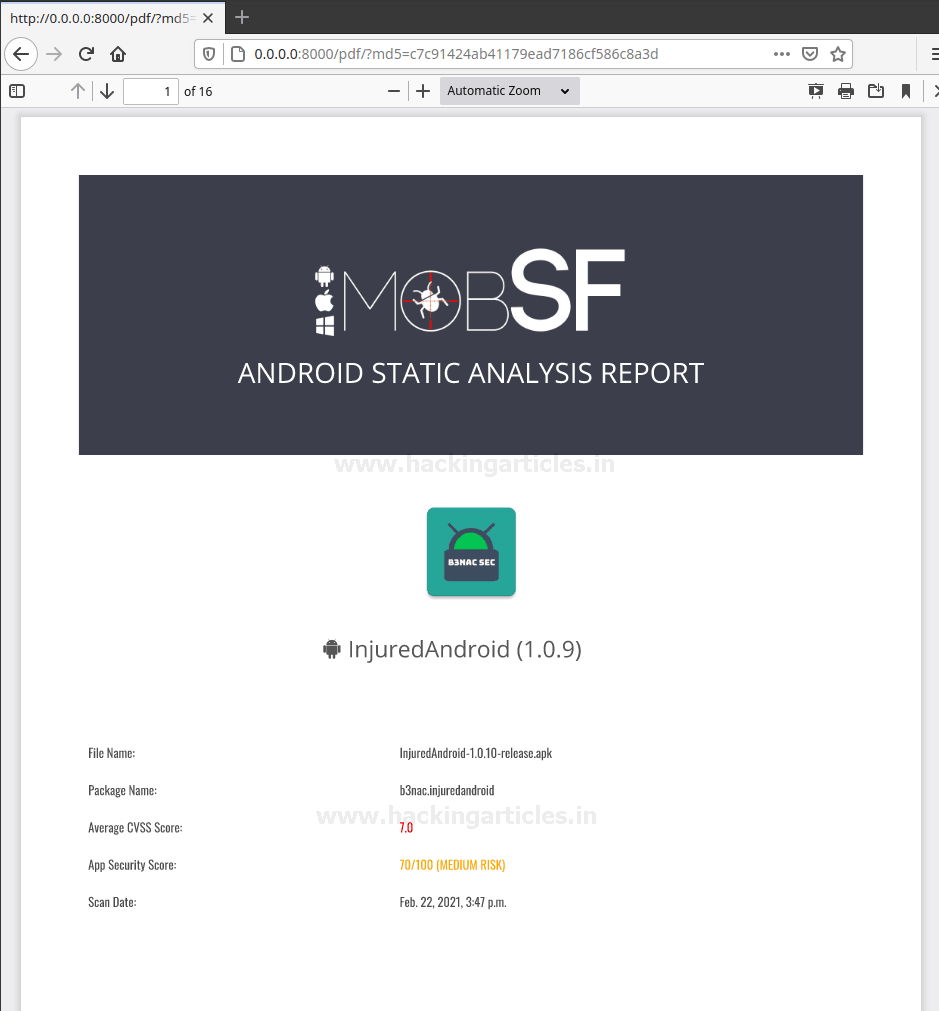 http://0.0.0.0:8000/pdf/?md5=
0.0.0.0:8000/pdf/?md5=c7c91424ab41179ead7186cf586c8a3d
1 of 16 Automatic Zoom
MOBSF
ANDROID STATIC ANALYSIS REPORT
www.hackingarticles.in
B3NAC SEC
InjuredAndroid (1.0.9)
File Name: InjuredAndroid-1.0.10-release.apk
Package Name: b3nac.injuredandroid
www.hackingarticles.in
Average CVSS Score: 7.0
App Security Score: 70/100 (MEDIUM RISK)
Scan Date: Feb. 22, 2021, 3:47 p.m.